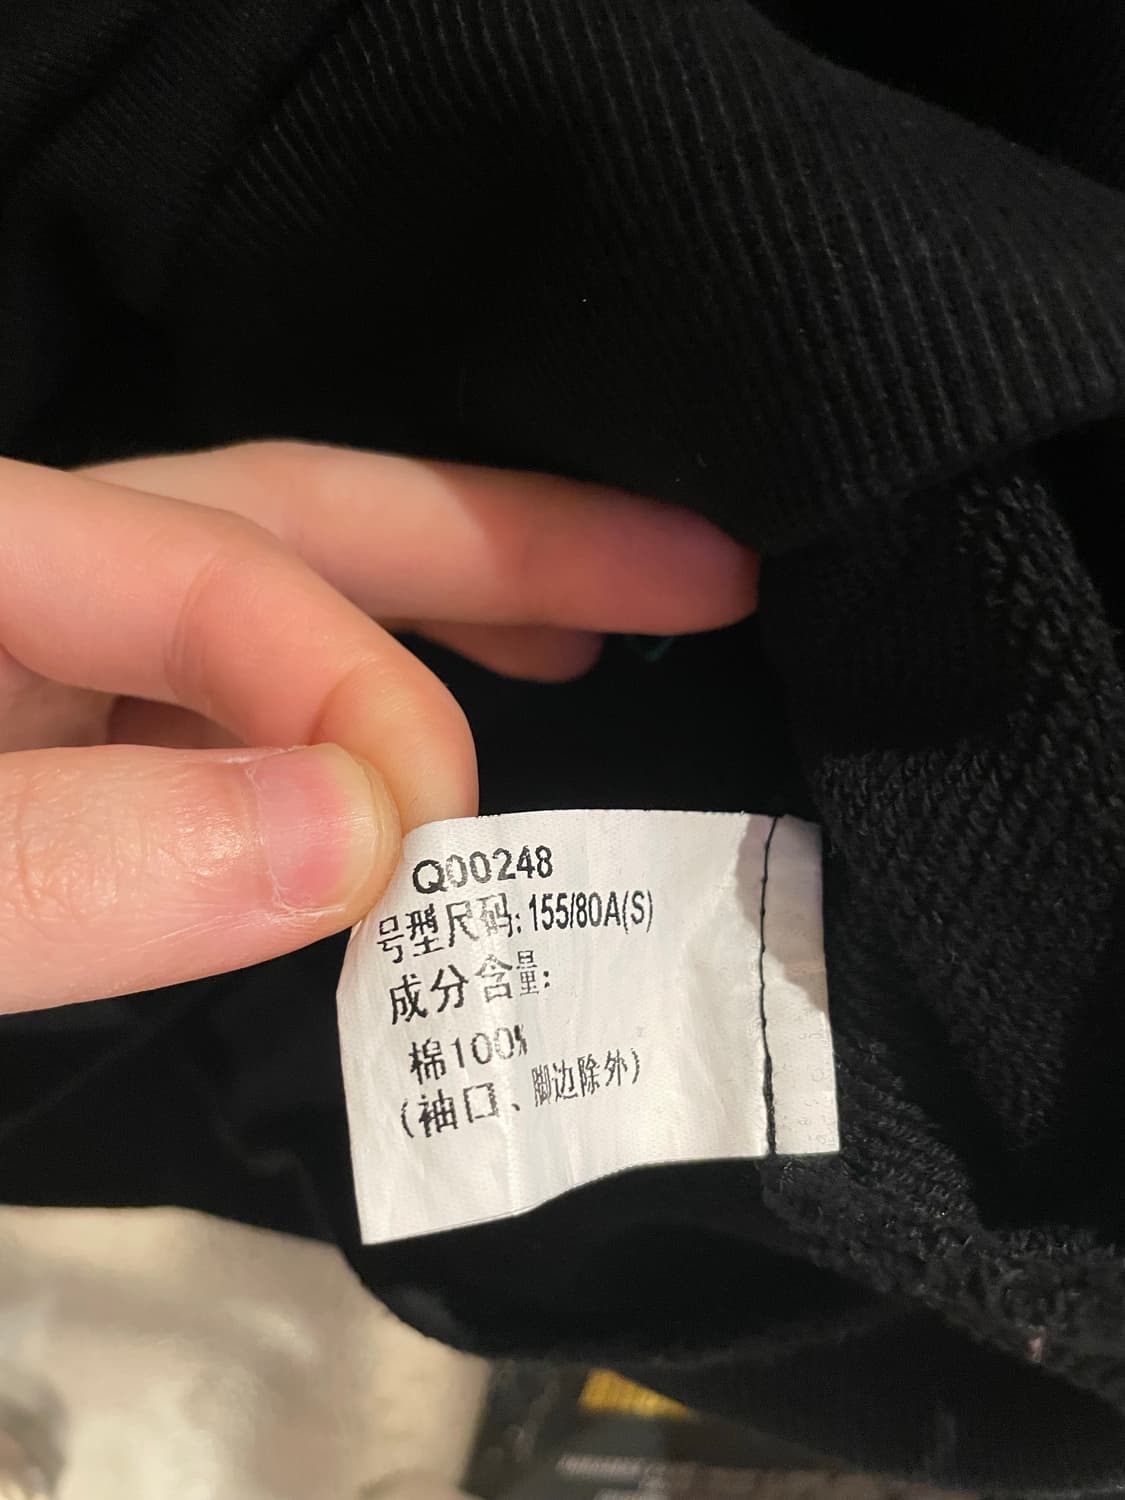 Q00248
号型尺码:155/80A(S)
成分含量:
棉100%
(袖口、脚边除外)